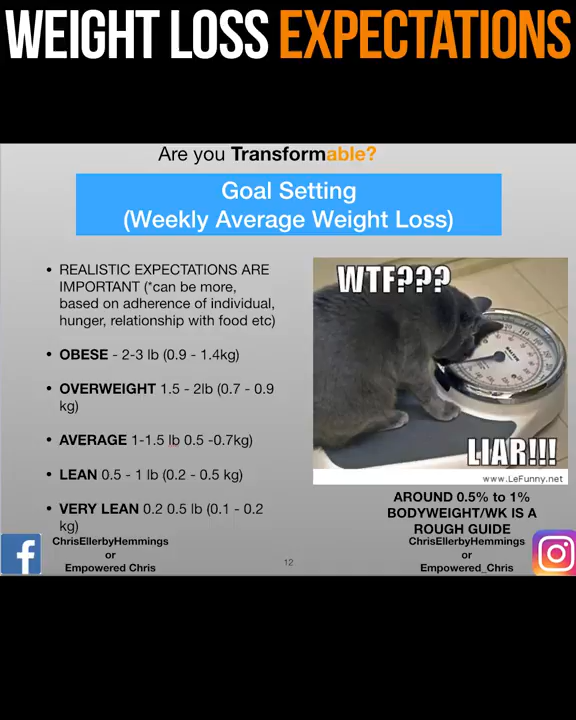 WEIGHT LOSS EXPECTATIONS
Are you Transformable?
Goal Setting
(Weekly Average Weight Loss)
• REALISTIC EXPECTATIONS ARE
IMPORTANT (*can be more,
based on adherence of individual,
hunger, relationship with food etc)
• OBESE - 2-3 lb (0.9 - 1.4kg)
• OVERWEIGHT 1.5 - 2lb (0.7 - 0.9
kg)
• AVERAGE 1-1.5 lb 0.5 -0.7kg)
• LEAN 0.5 - 1 lb (0.2 - 0.5 kg)
• VERY LEAN 0.2 0.5 lb (0.1 - 0.2
kg)
WTF???
LIAR!!!
www.LeFunny.net
AROUND 0.5% to 1%
BODYWEIGHT/WK IS A
ROUGH GUIDE
ChrisEllerbyHemmings
or
Empowered Chris
12
ChrisEllerbyHemmings
or
Empowered_Chris